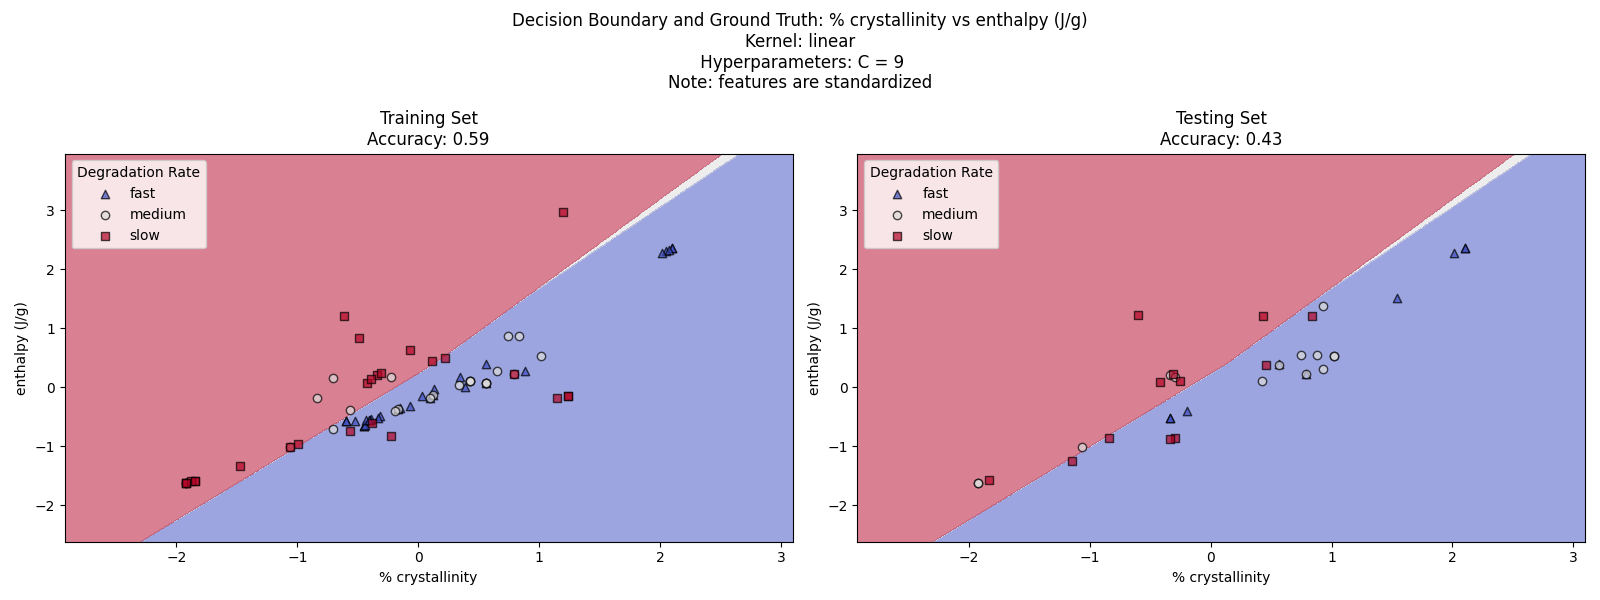 Decision Boundary and Ground Truth: % crystallinity vs enthalpy (J/g)
Kernel: linear
Hyperparameters: C = 9
Note: features are standardized
Training Set
Accuracy: 0.59
Degradation Rate
fast
medium
slow
3
2
1
0
−1
−2
enthalpy (J/g)
−2
−1
0
1
2
3
% crystallinity
Testing Set
Accuracy: 0.43
Degradation Rate
fast
medium
slow
3
2
1
0
−1
−2
enthalpy (J/g)
−2
−1
0
1
2
3
% crystallinity